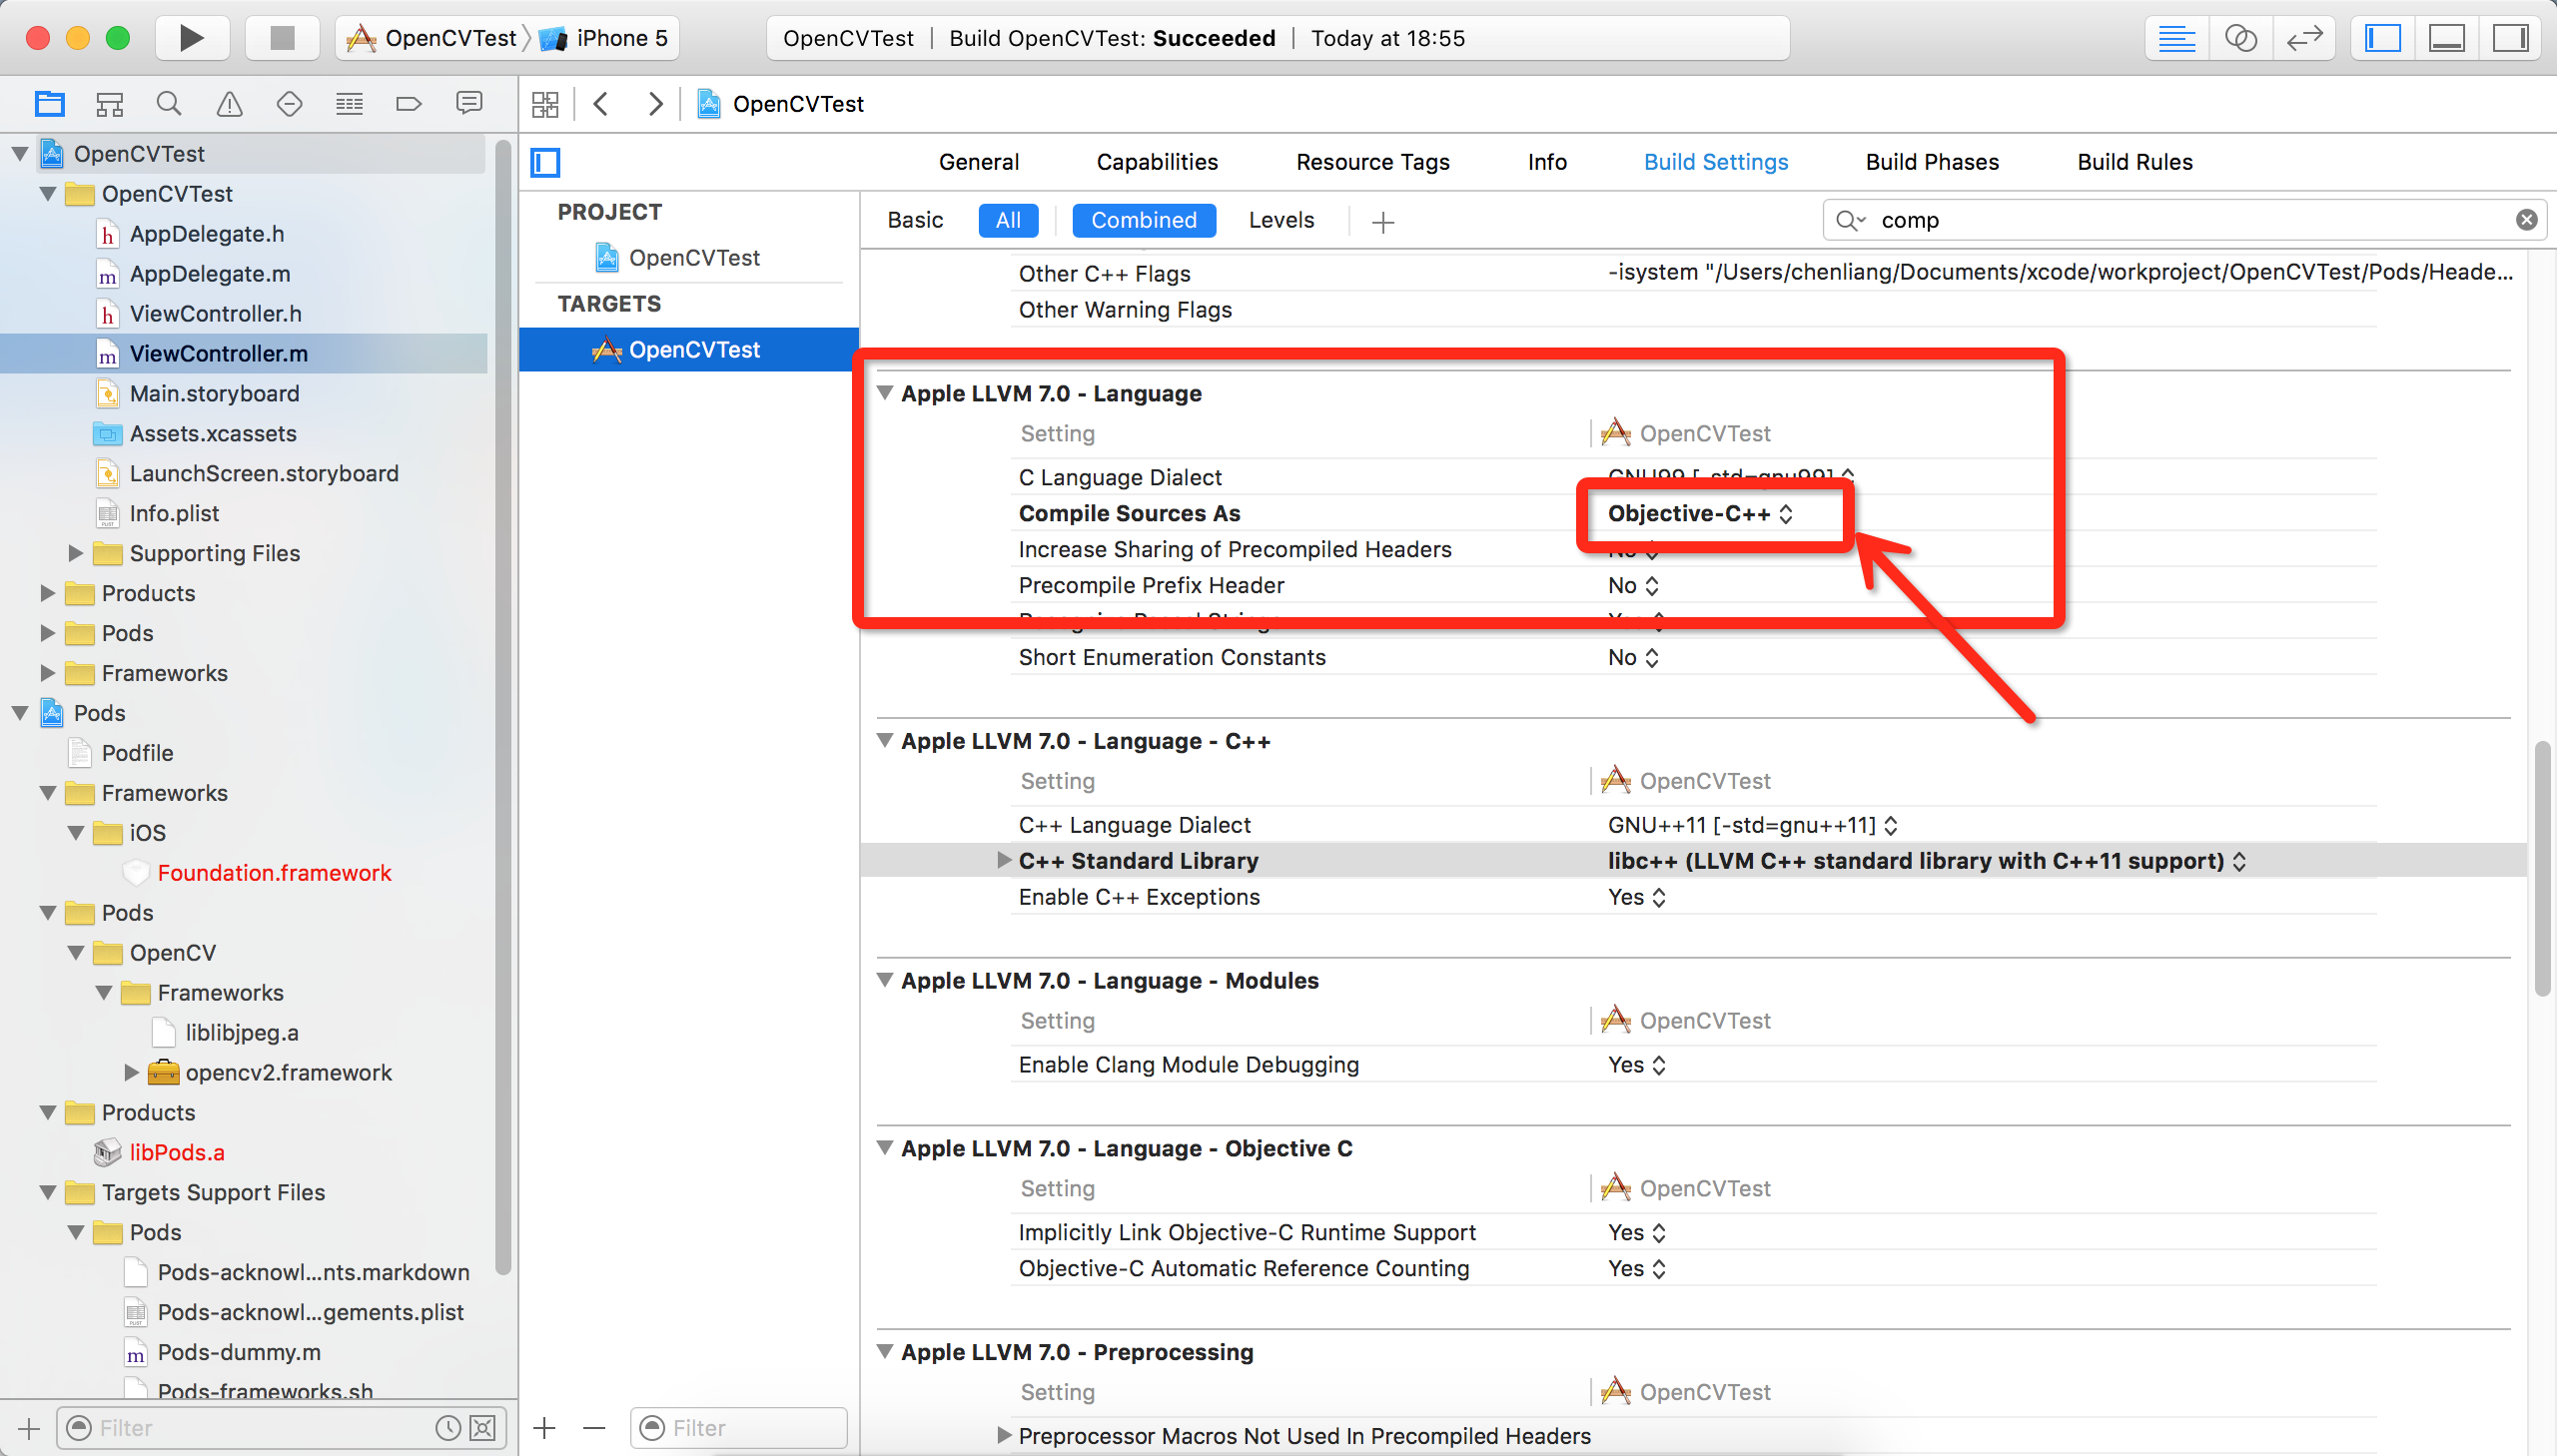 OpenCVTest
iPhone 5
OpenCVTest | Build OpenCVTest: Succeeded | Today at 18:55
OpenCVTest
OpenCVTest
OpenCVTest
AppDelegate.h
AppDelegate.m
ViewController.h
ViewController.m
Main.storyboard
Assets.xcassets
LaunchScreen.storyboard
Info.plist
Supporting Files
Products
Pods
Frameworks
Pods
Podfile
Frameworks
iOS
Foundation.framework
Pods
OpenCV
Frameworks
liblibjpeg.a
opencv2.framework
Products
libPods.a
Targets Support Files
Pods
Pods-acknowl...nts.markdown
Pods-acknowl...gements.plist
Pods-dummy.m
Pods-frameworks.sh
Filter
General Capabilities Resource Tags Info Build Settings Build Phases Build Rules
PROJECT
OpenCVTest
TARGETS
OpenCVTest
Filter
Basic All Combined Levels
comp
Other C++ Flags -isystem "/Users/chenliang/Documents/xcode/workproject/OpenCVTest/Pods/Heade...
Other Warning Flags
Apple LLVM 7.0 - Language
Setting OpenCVTest
C Language Dialect GNU99 [-std=gnu99]
Compile Sources As Objective-C++
Increase Sharing of Precompiled Headers No
Precompile Prefix Header No
Recognize Pascal Strings Yes
Short Enumeration Constants No
Apple LLVM 7.0 - Language - C++
Setting OpenCVTest
C++ Language Dialect GNU++11 [-std=gnu++11]
C++ Standard Library libc++ (LLVM C++ standard library with C++11 support)
Enable C++ Exceptions Yes
Apple LLVM 7.0 - Language - Modules
Setting OpenCVTest
Enable Clang Module Debugging Yes
Apple LLVM 7.0 - Language - Objective C
Setting OpenCVTest
Implicitly Link Objective-C Runtime Support Yes
Objective-C Automatic Reference Counting Yes
Apple LLVM 7.0 - Preprocessing
Setting OpenCVTest
Preprocessor Macros Not Used In Precompiled Headers